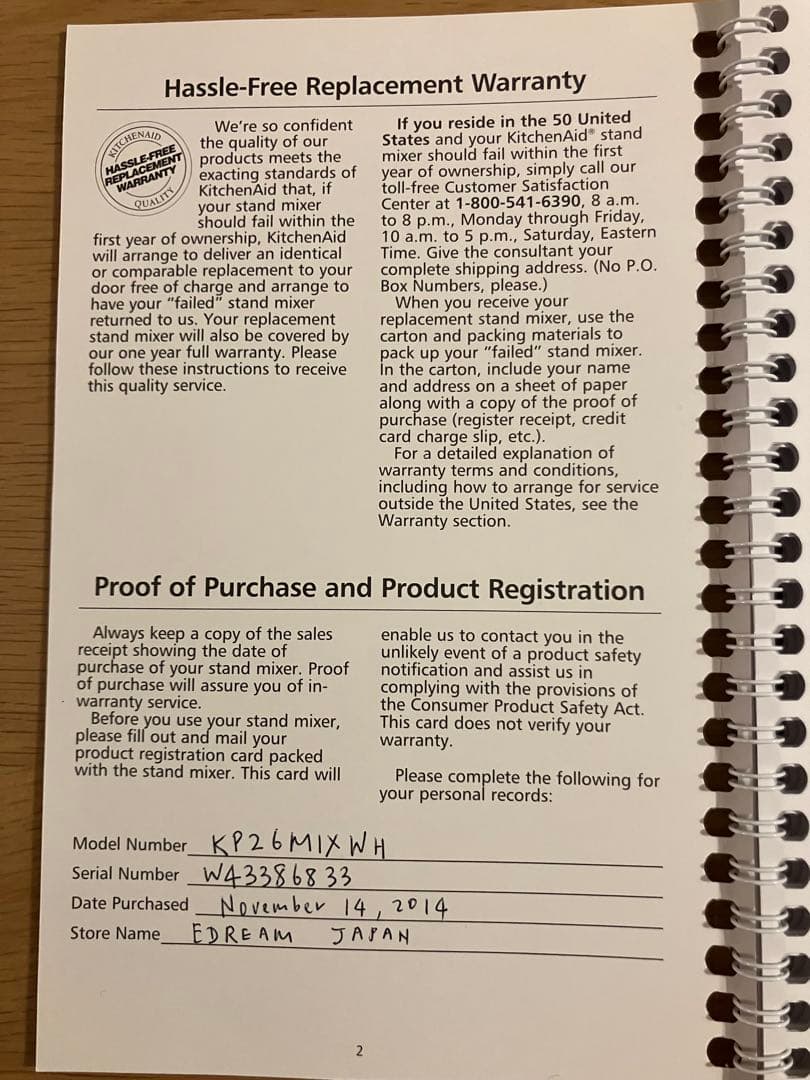 Hassle-Free Replacement Warranty
KITCHENAID
HASSLE-FREE
REPLACEMENT
WARRANTY
QUALITY
We're so confident
the quality of our
products meets the
exacting standards of
KitchenAid that, if
your stand mixer
should fail within the
first year of ownership, KitchenAid
will arrange to deliver an identical
or comparable replacement to your
door free of charge and arrange to
have your "failed" stand mixer
returned to us. Your replacement
stand mixer will also be covered by
our one year full warranty. Please
follow these instructions to receive
this quality service.
If you reside in the 50 United
States and your KitchenAid® stand
mixer should fail within the first
year of ownership, simply call our
toll-free Customer Satisfaction
Center at 1-800-541-6390, 8 a.m.
to 8 p.m., Monday through Friday,
10 a.m. to 5 p.m., Saturday, Eastern
Time. Give the consultant your
complete shipping address. (No P.O.
Box Numbers, please.)
When you receive your
replacement stand mixer, use the
carton and packing materials to
pack up your "failed" stand mixer.
In the carton, include your name
and address on a sheet of paper
along with a copy of the proof of
purchase (register receipt, credit
card charge slip, etc.).
For a detailed explanation of
warranty terms and conditions,
including how to arrange for service
outside the United States, see the
Warranty section.
Proof of Purchase and Product Registration
Always keep a copy of the sales
receipt showing the date of
purchase of your stand mixer. Proof
of purchase will assure you of in-
warranty service.
Before you use your stand mixer,
please fill out and mail your
product registration card packed
with the stand mixer. This card will
enable us to contact you in the
unlikely event of a product safety
notification and assist us in
complying with the provisions of
the Consumer Product Safety Act.
This card does not verify your
warranty.
Please complete the following for
your personal records:
Model Number KP26MIXWH
Serial Number W43386833
Date Purchased November 14, 2014
Store Name EDREAM JAPAN
2